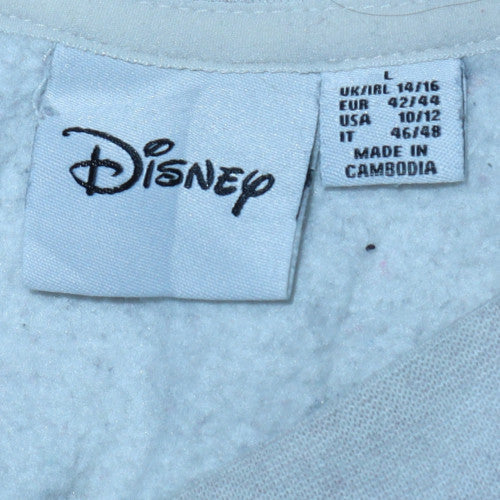 Disney
L
UK/IRL 14/16
EUR 42/44
USA 10/12
IT 46/48
MADE IN
CAMBODIA